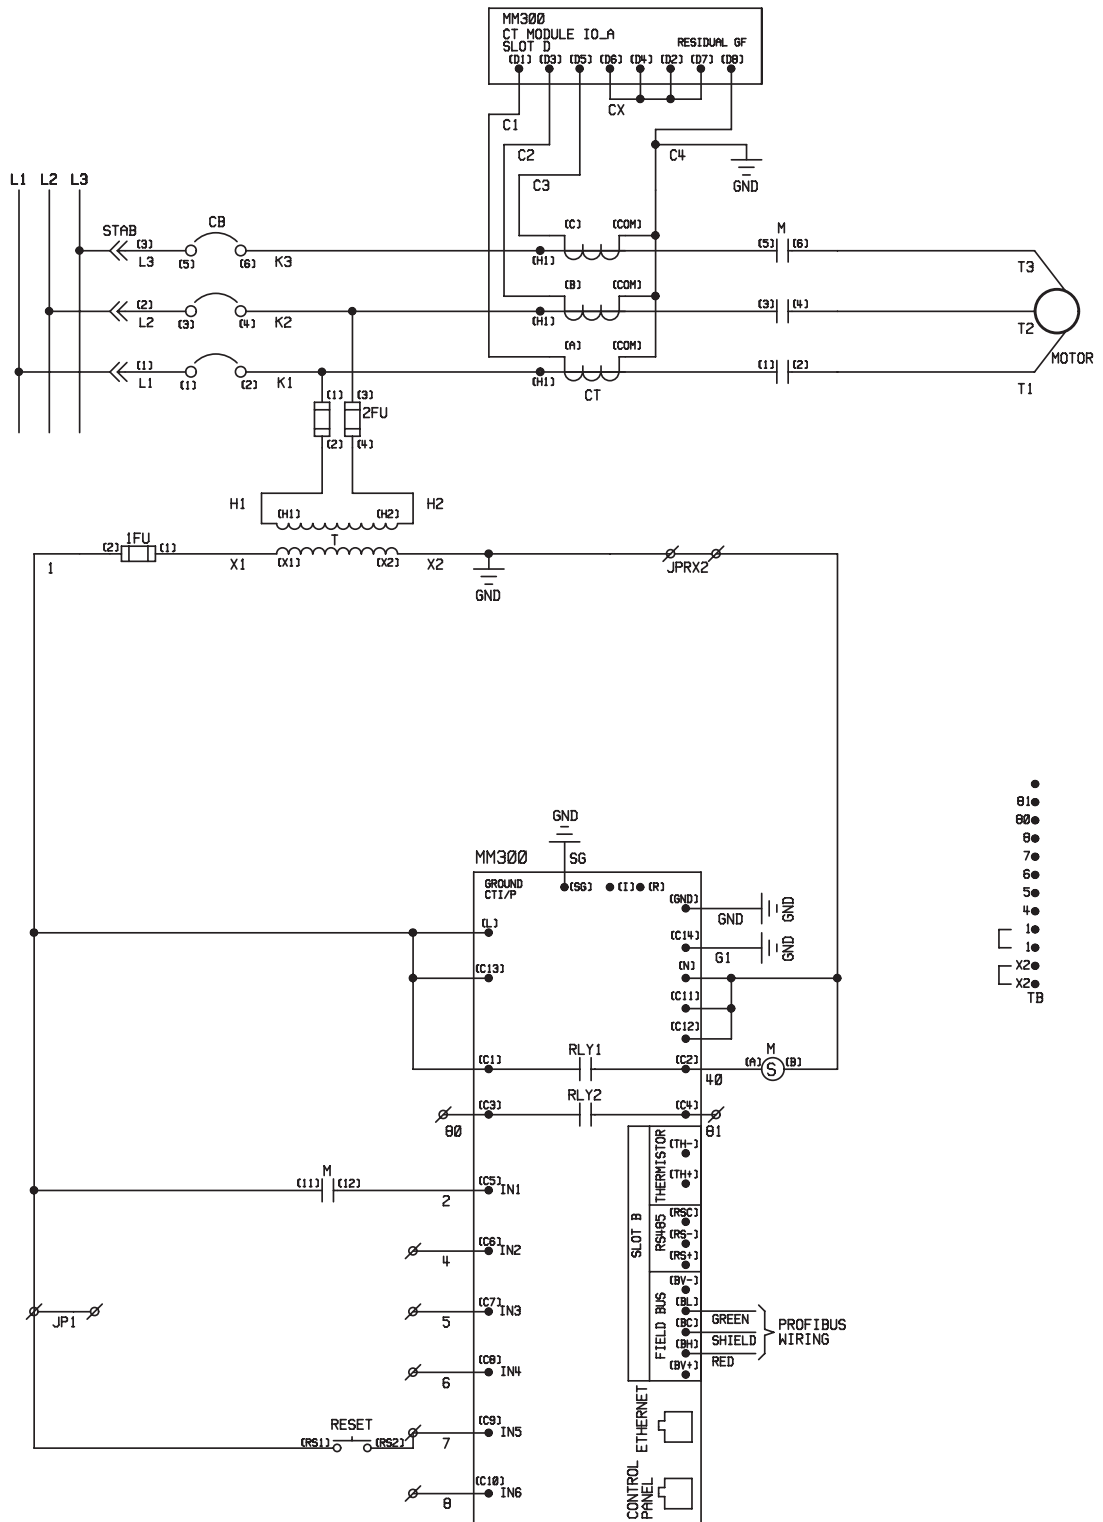 MM300
CT MODULE IO_A
SLOT D
RESIDUAL GF
(D1) (D3) (D5) (D6) (D4) (D2) (D7) (D8)
CX
C1
C2
C3
C4
GND
L1 L2 L3
STAB
CB
(C) (COM)
M
(3)
L3
(5)
(6)
K3
(H1)
(5) (6)
T3
(B) (COM)
(2)
L2
(3)
(4)
K2
(H1)
(3) (4)
T2
MOTOR
(A) (COM)
(1)
L1
(1)
(2)
K1
(H1)
CT
(1) (2)
T1
(1) (3)
2FU
(2) (4)
H1
(H1) (H2)
H2
T
1FU
(2) (1)
1
X1
(X1) (X2)
X2
GND
JPRX2
81
80
8
7
6
5
4
1
1
X2
X2
TB
GND
SG
MM300
GROUND
CTI/P
(SG) (I) (R)
(GND)
GND
GND
(L)
(C14)
G1
GND
(C13)
(N)
(C11)
(C12)
(C1)
RLY1
(C2)
40
M
(A) S (B)
80
(C3)
RLY2
(C4)
81
SLOT B
THERMISTOR
(TH-)
(TH+)
M
(11) (12)
2
(C5)
IN1
RS485
(RSC)
(RS-)
(RS+)
4
(C6)
IN2
FIELD BUS
(BV-)
(BL)
GREEN
(BC)
SHIELD
(BH)
RED
(BV+)
PROFIBUS
WIRING
JP1
5
(C7)
IN3
6
(C8)
IN4
ETHERNET
RESET
(RS1) (RS2)
7
(C9)
IN5
8
(C10)
IN6
CONTROL
PANEL